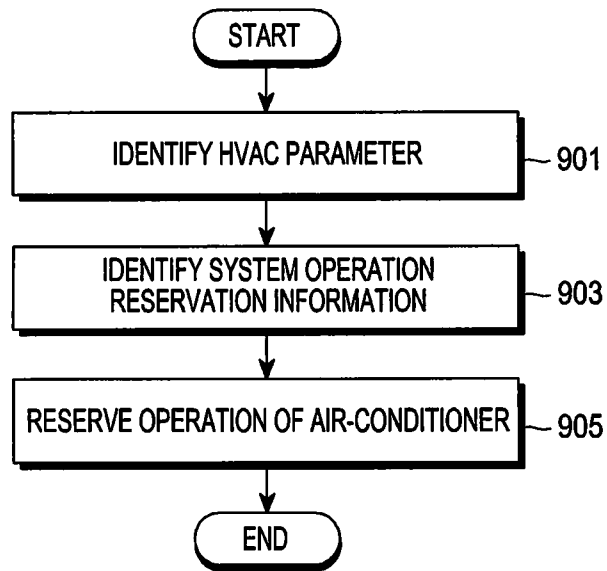 START
IDENTIFY HVAC PARAMETER
901
IDENTIFY SYSTEM OPERATION
RESERVATION INFORMATION
903
RESERVE OPERATION OF AIR-CONDITIONER
905
END